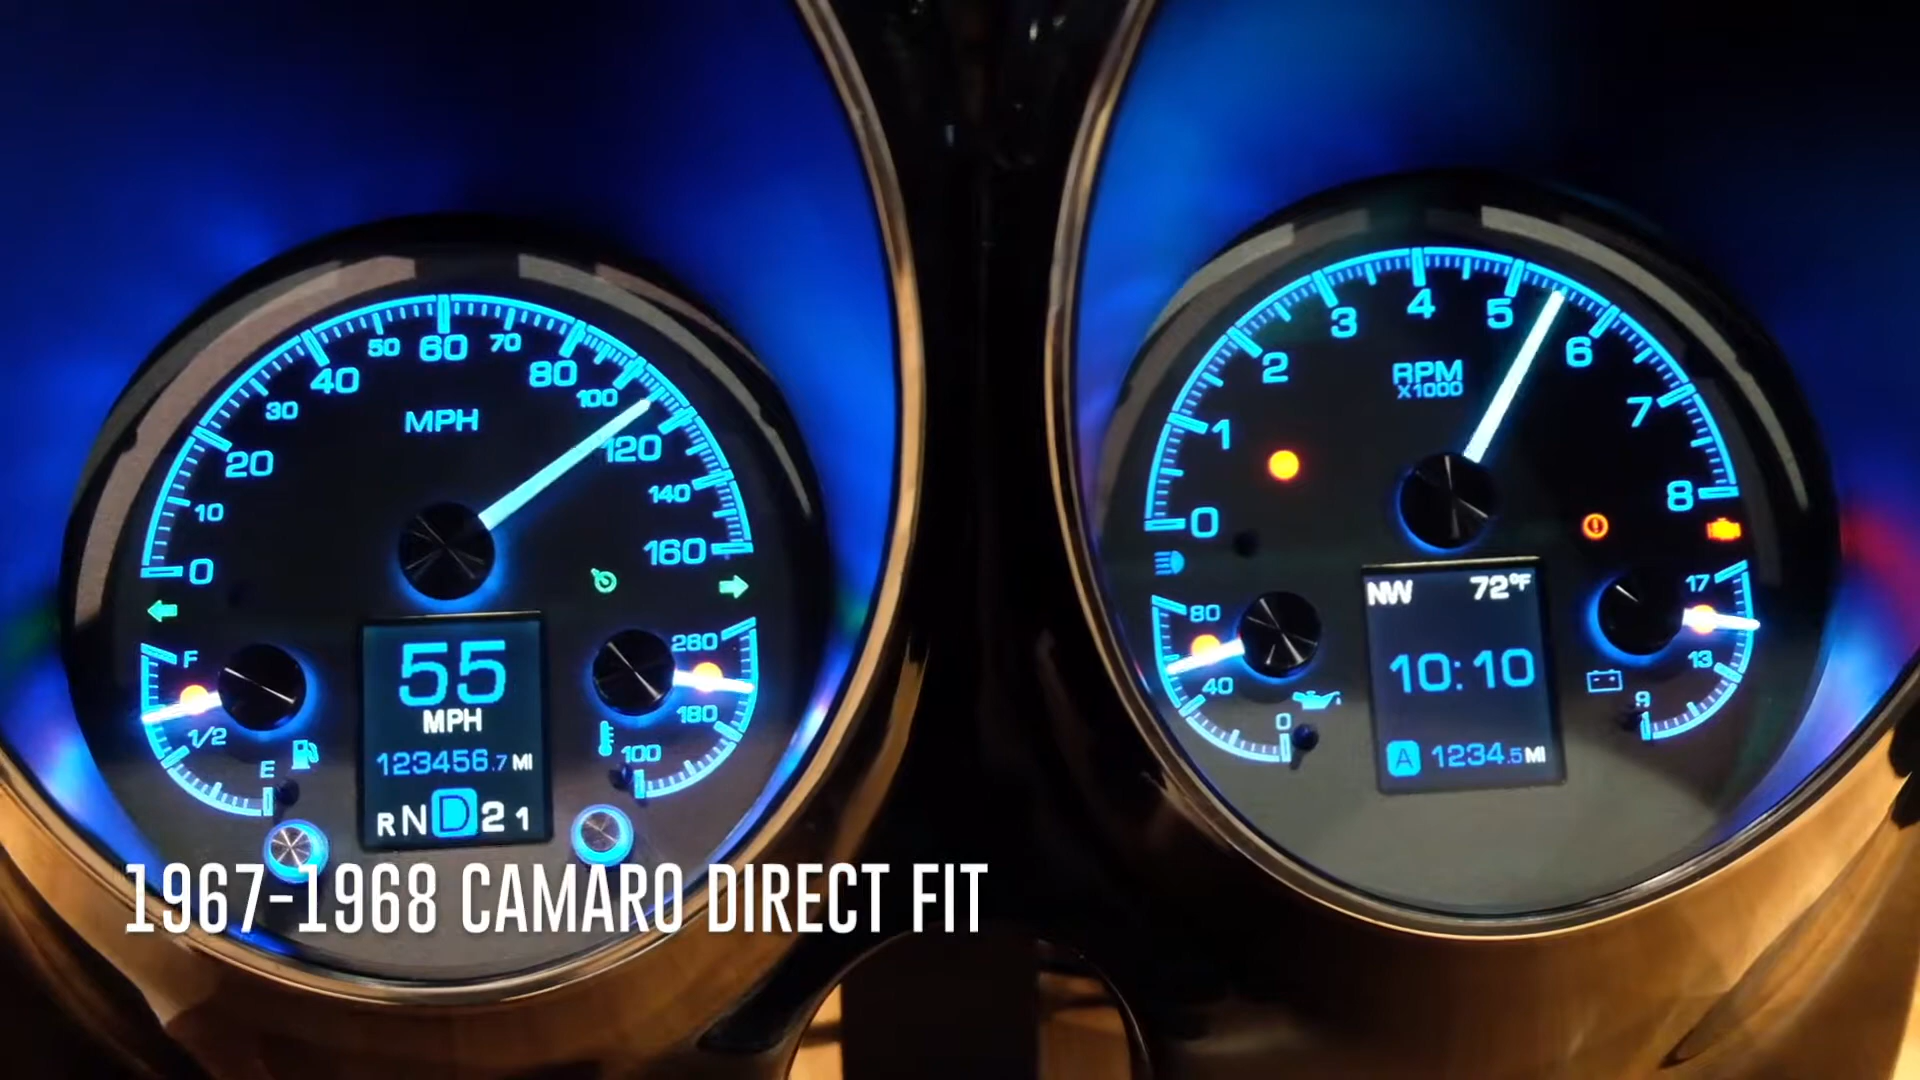 50 60 70
40 80
30 100
MPH
20 120
10 140
0 160
F 280
1/2 180
E 100
55
MPH
123456.7 MI
R N D 2 1
3 4 5
2 6
RPM
X1000
1 7
0 8
80 17
40 13
0 9
NW 72°F
10:10
A 1234.5 MI
1967-1968 CAMARO DIRECT FIT